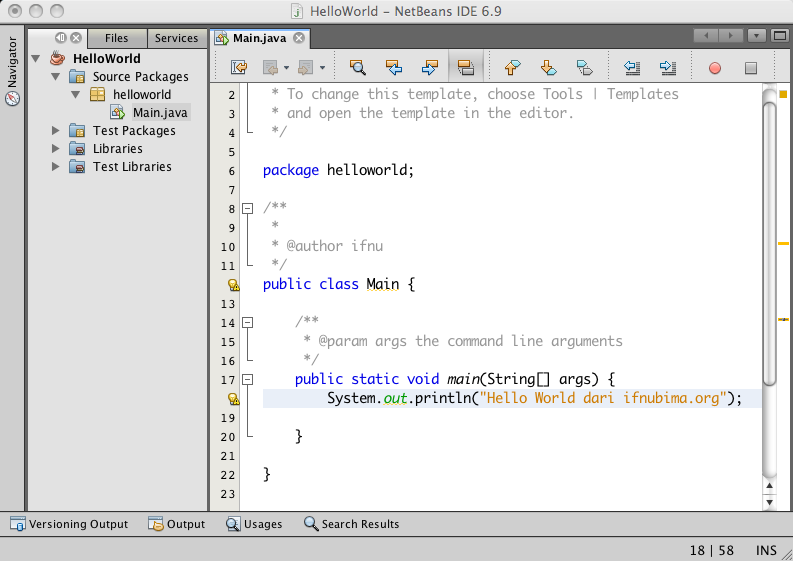 HelloWorld – NetBeans IDE 6.9
Navigator
Files
Services
Main.java
HelloWorld
Source Packages
helloworld
Main.java
Test Packages
Libraries
Test Libraries
2 * To change this template, choose Tools | Templates
3 * and open the template in the editor.
4 */
5
6 package helloworld;
7
8 /**
9 *
10 * @author ifnu
11 */
public class Main {
13
14 /**
15 * @param args the command line arguments
16 */
17 public static void main(String[] args) {
System.out.println("Hello World dari ifnubima.org");
19
20 }
21
22 }
23
Versioning Output
Output
Usages
Search Results
18 | 58
INS